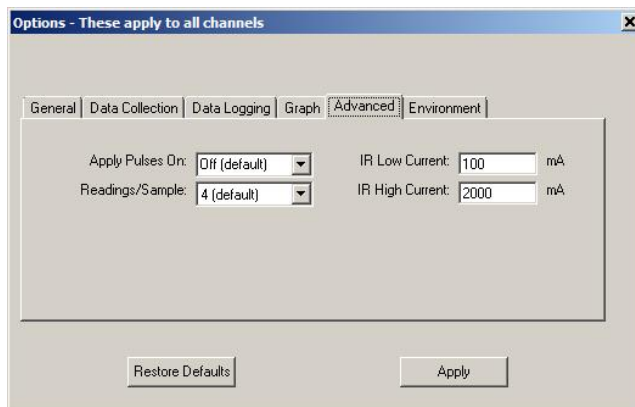 Options - These apply to all channels
General Data Collection Data Logging Graph Advanced Environment
Apply Pulses On: Off (default) IR Low Current: 100 mA
Readings/Sample: 4 (default) IR High Current: 2000 mA
Restore Defaults Apply